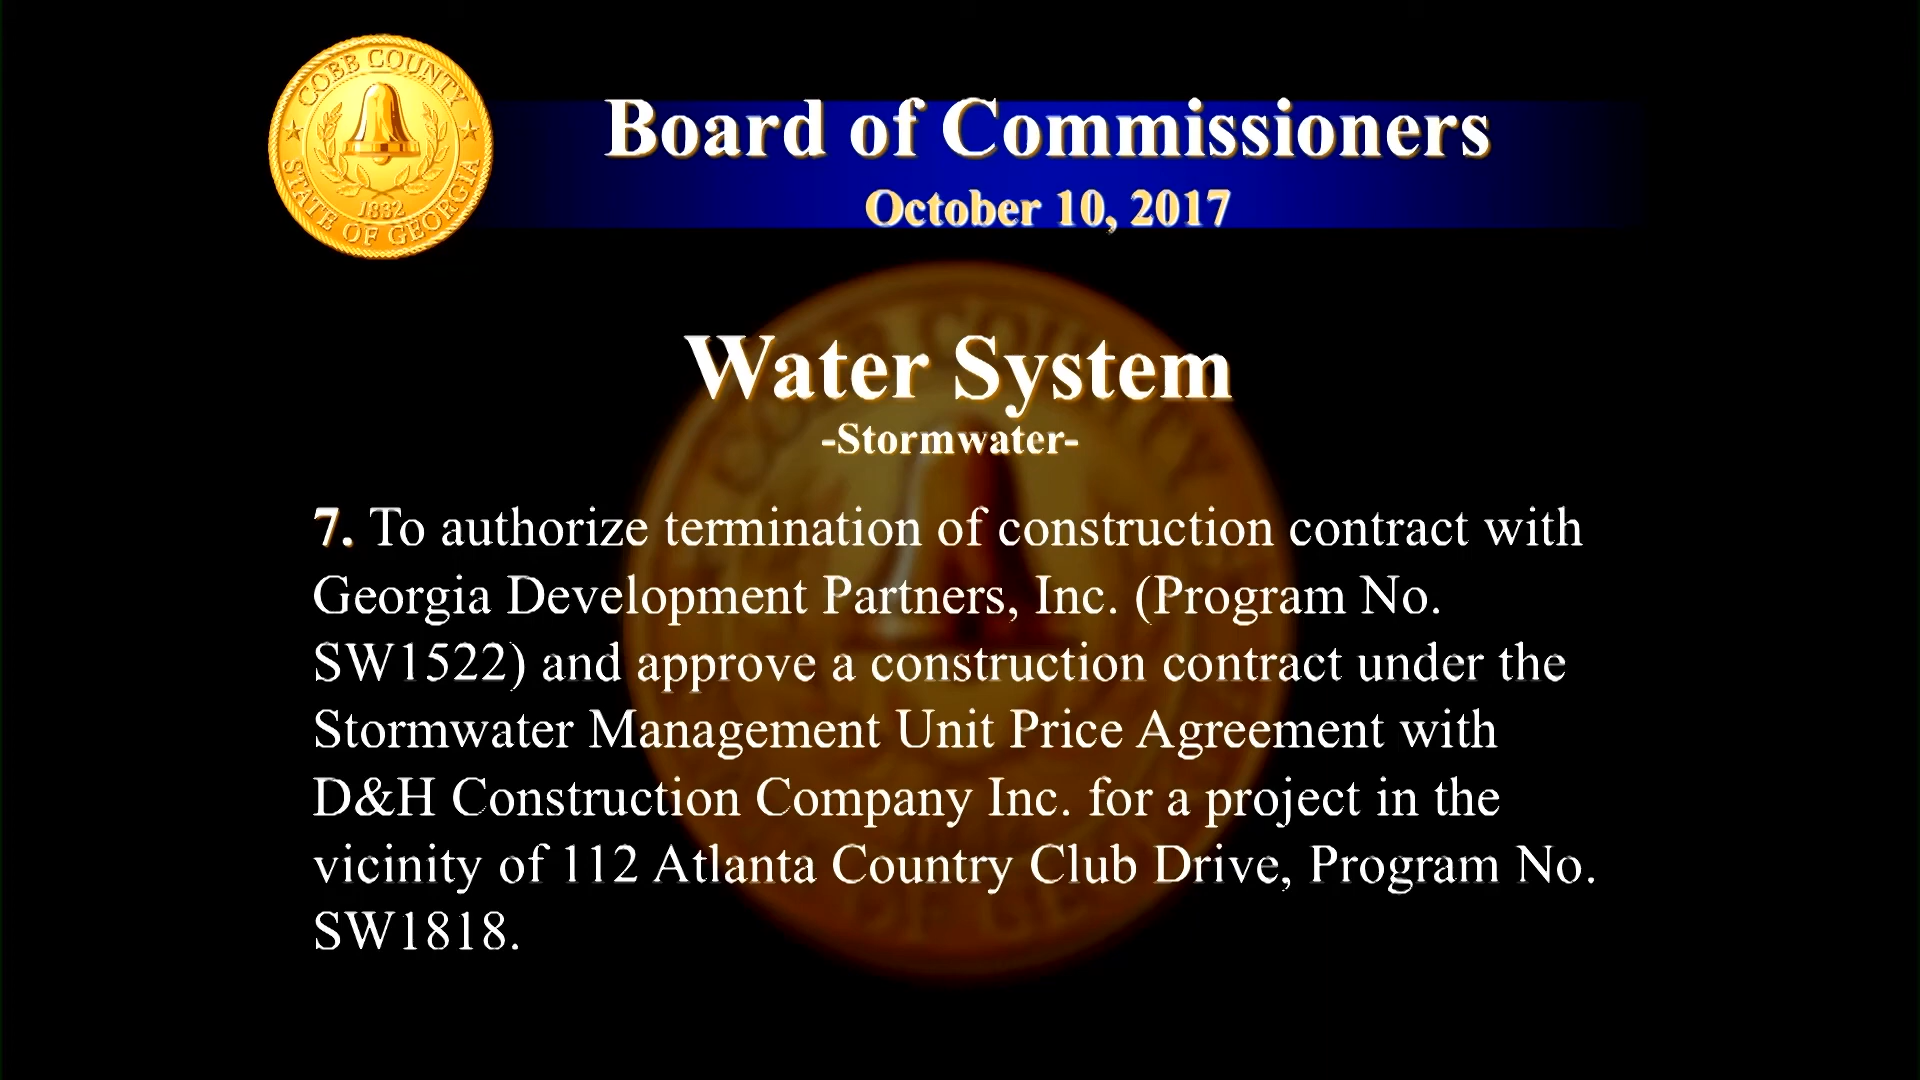 COBB COUNTY
STATE OF GEORGIA
1832
Board of Commissioners
October 10, 2017
Water System
-Stormwater-
7. To authorize termination of construction contract with
Georgia Development Partners, Inc. (Program No.
SW1522) and approve a construction contract under the
Stormwater Management Unit Price Agreement with
D&H Construction Company Inc. for a project in the
vicinity of 112 Atlanta Country Club Drive, Program No.
SW1818.